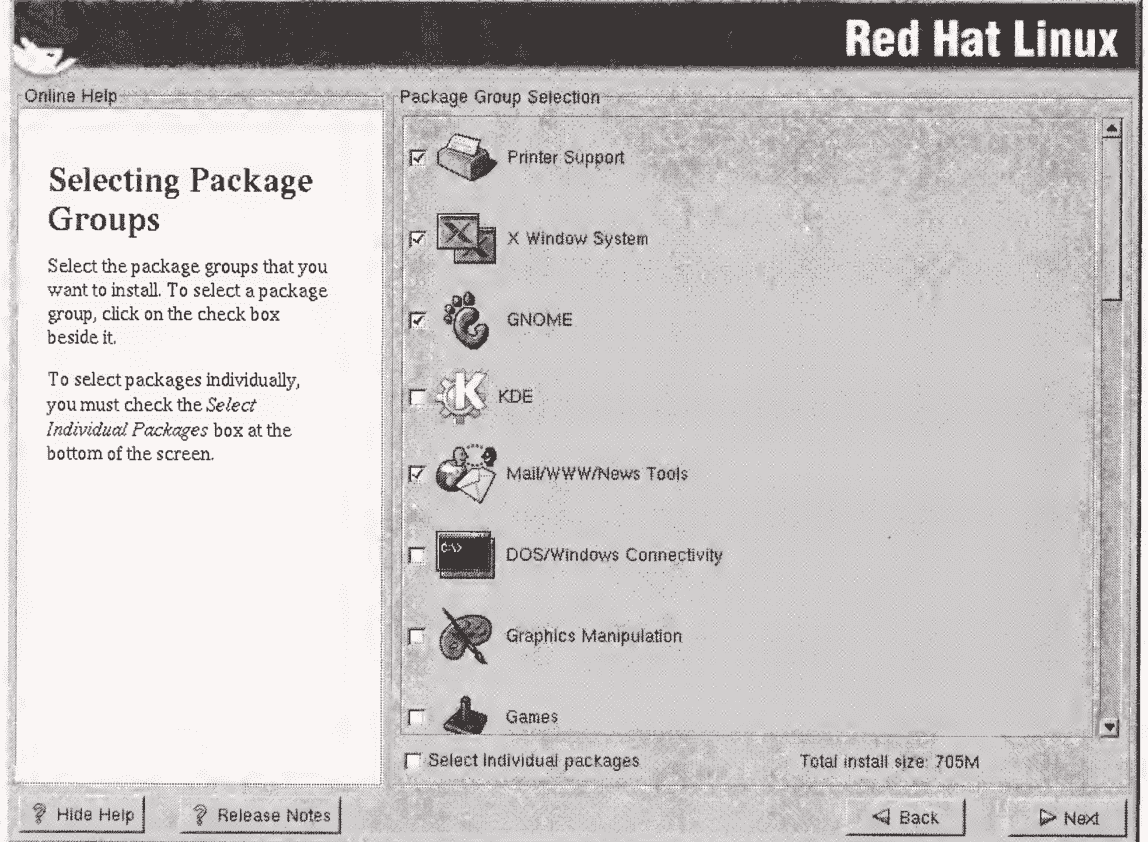 Red Hat Linux
Online Help
Selecting Package
Groups
Select the package groups that you
want to install. To select a package
group, click on the check box
beside it.
To select packages individually,
you must check the Select
Individual Packages box at the
bottom of the screen.
Package Group Selection
Printer Support
X Window System
GNOME
KDE
Mail/WWW/News Tools
C:\>
DOS/Windows Connectivity
Graphics Manipulation
Games
Select individual packages
Total install size: 705M
? Hide Help
? Release Notes
Back
Next